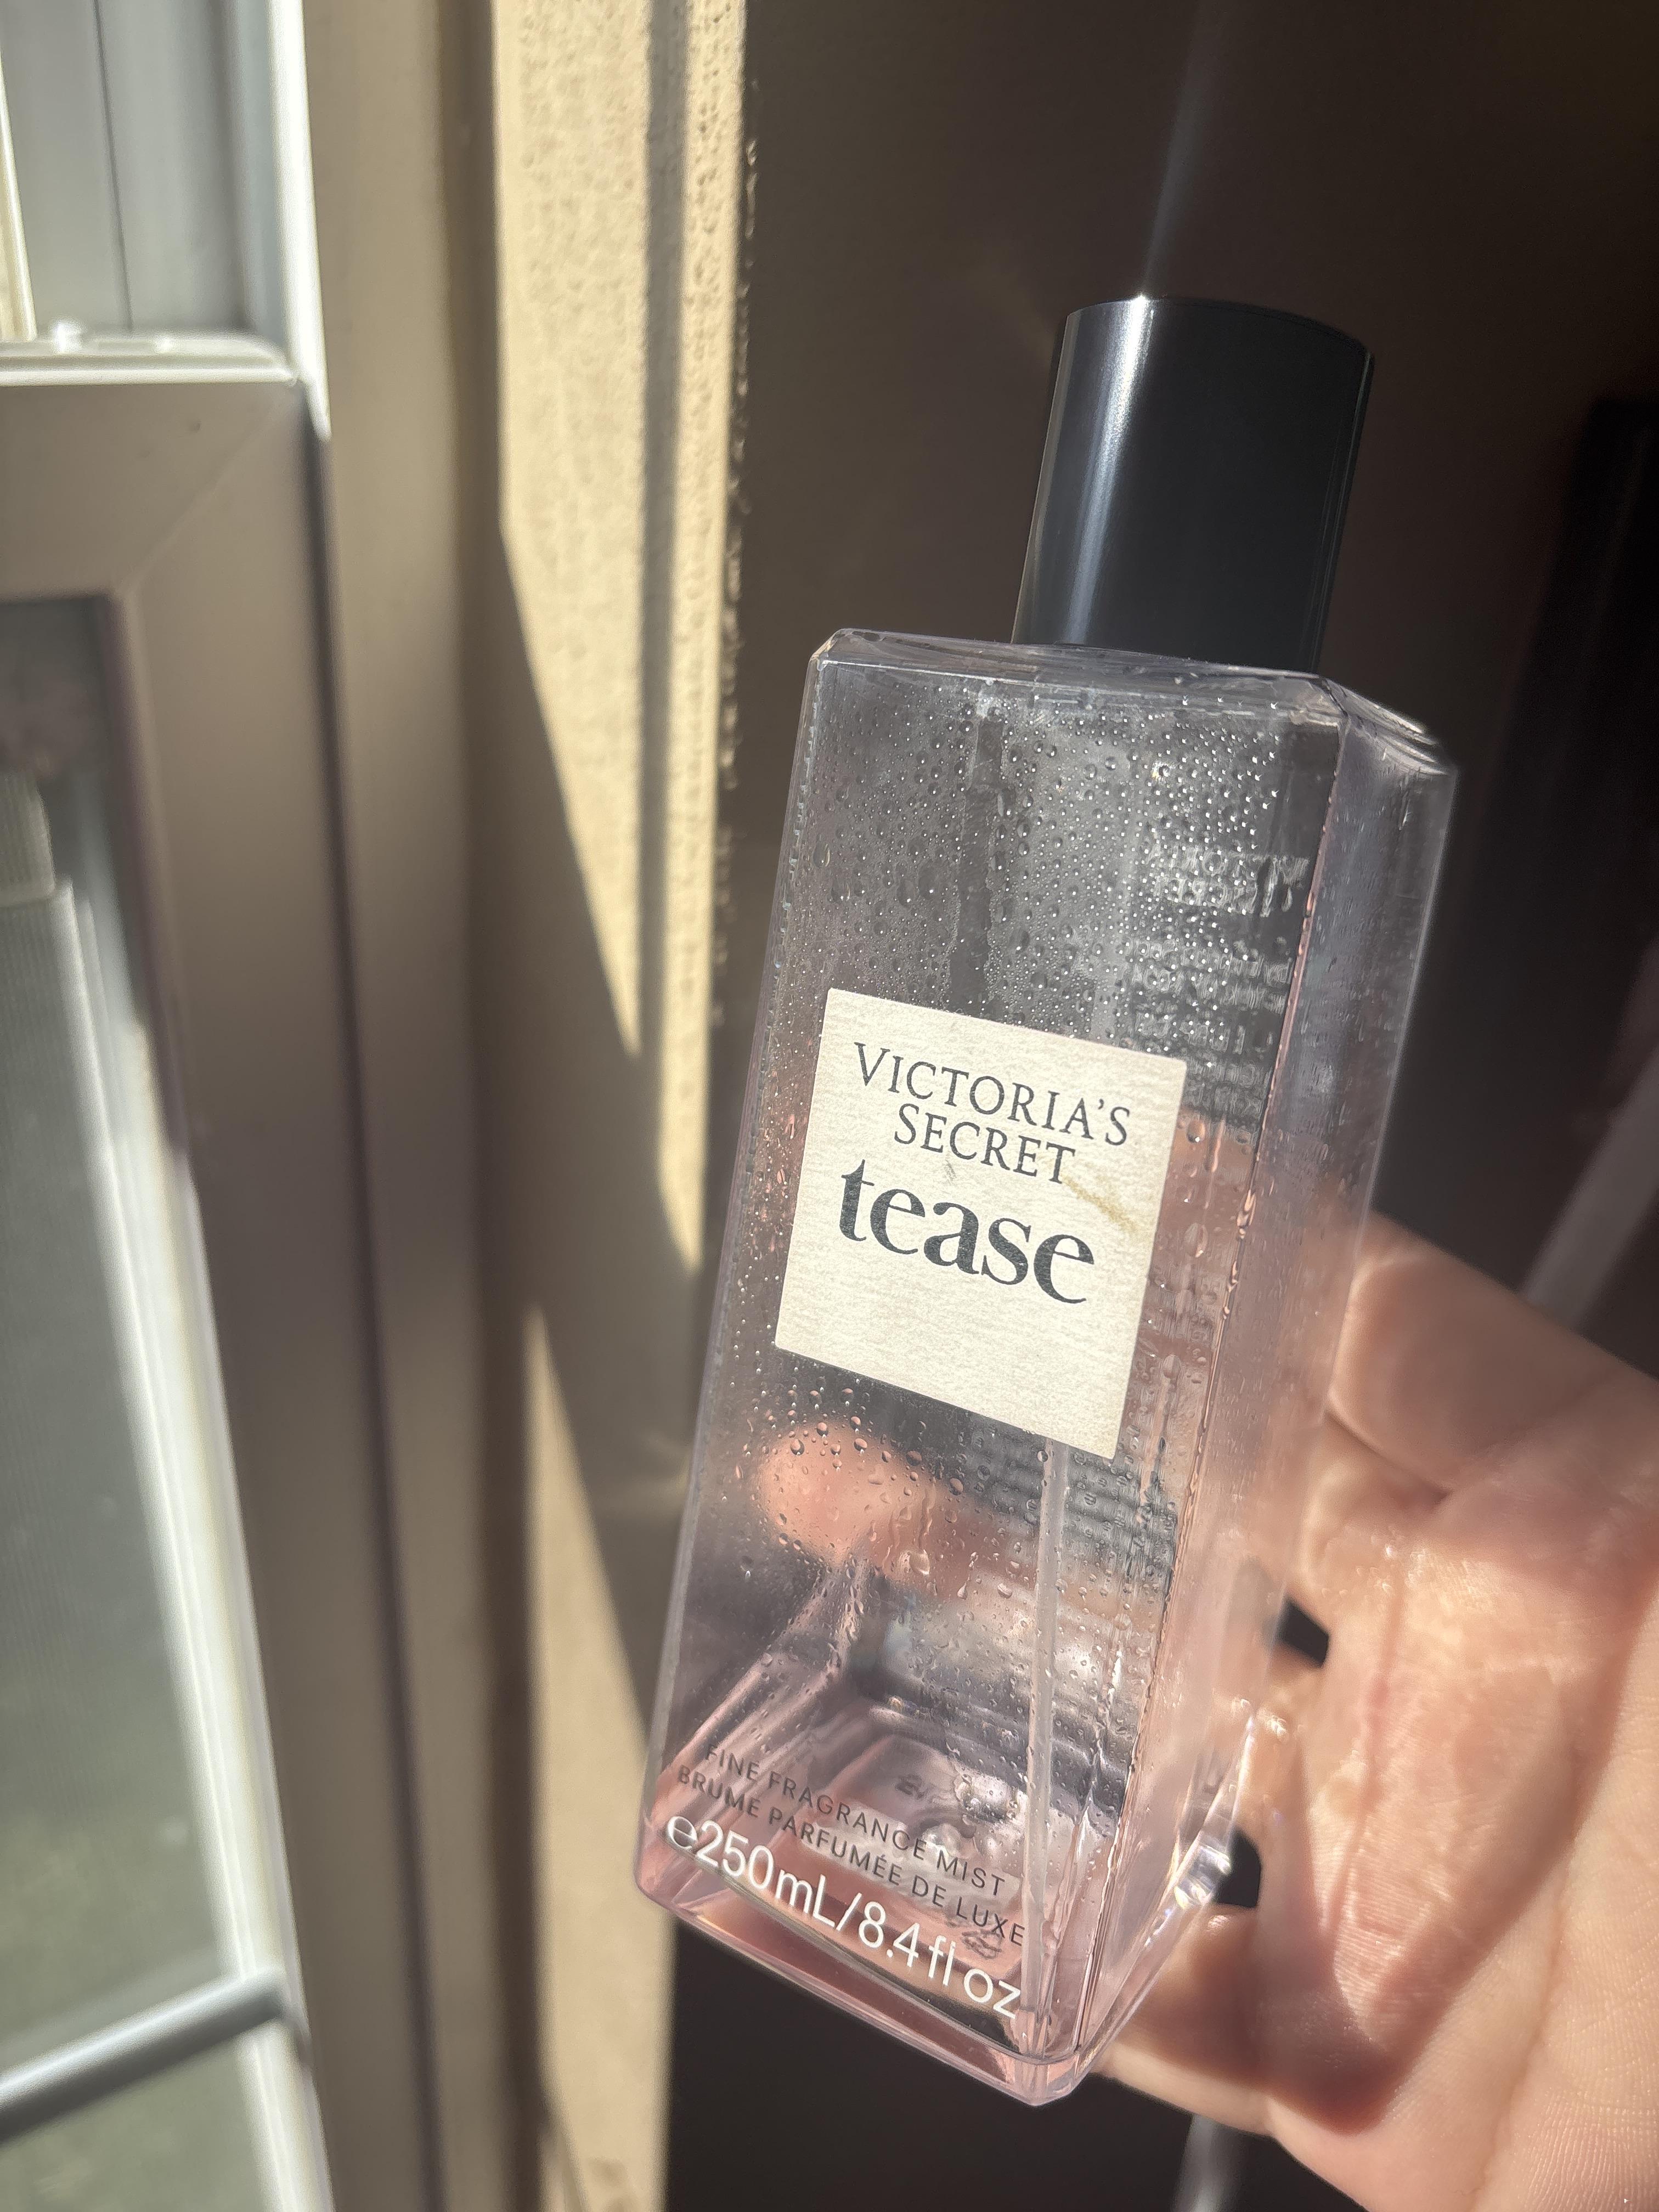 VICTORIA'S
SECRET
tease
FINE FRAGRANCE MIST
BRUME PARFUMÉE DE LUXE
℮250mL/8.4 fl oz